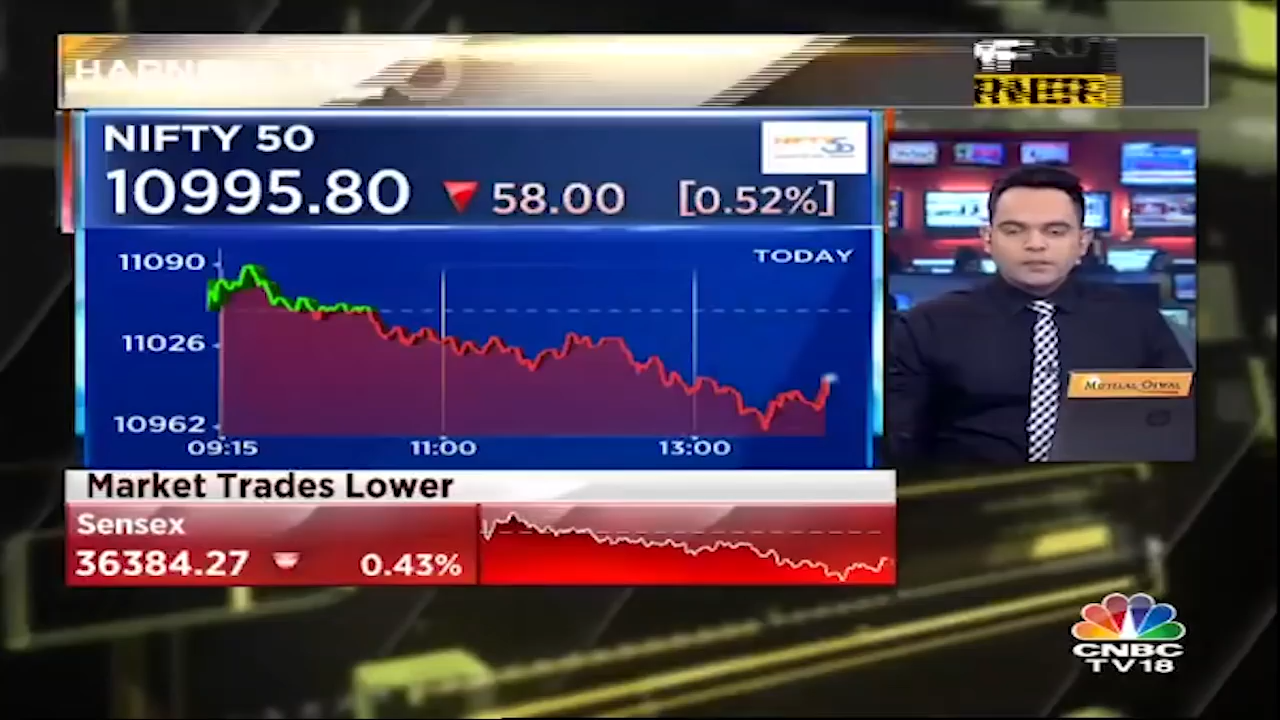 NIFTY 50
10995.80 ▼ 58.00 [0.52%]
TODAY
11090
11026
10962
09:15 11:00 13:00
Market Trades Lower
Sensex
36384.27 ▼ 0.43%
MOTILAL OSWAL
CNBC
TV18